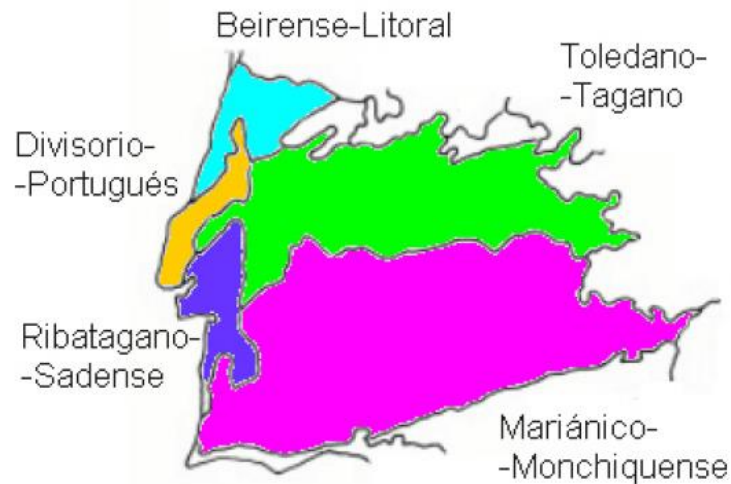 Beirense-Litoral
Toledano-
-Tagano
Divisorio-
-Portugués
Ribatagano-
-Sadense
Mariánico-
-Monchiquense